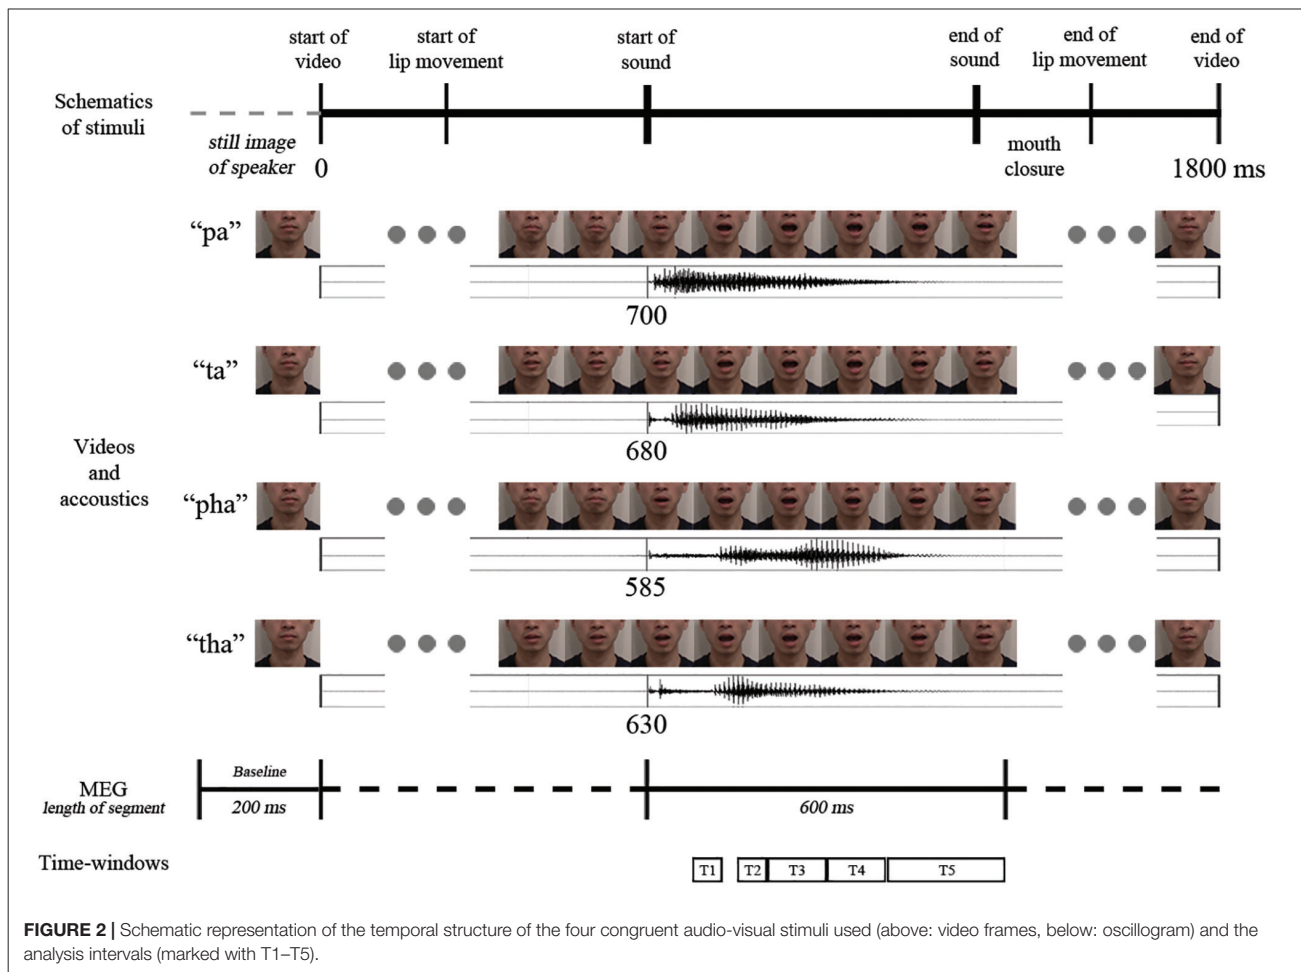 start of
video
start of
lip movement
start of
sound
end of
sound
end of
lip movement
end of
video
Schematics
of stimuli
still image
of speaker
0
mouth
closure
1800 ms
“pa”
700
“ta”
680
Videos
and
accoustics
“pha”
585
“tha”
630
MEG
length of segment
Baseline
200 ms
600 ms
Time-windows
T1
T2
T3
T4
T5
FIGURE 2 | Schematic representation of the temporal structure of the four congruent audio-visual stimuli used (above: video frames, below: oscillogram) and the
analysis intervals (marked with T1–T5).